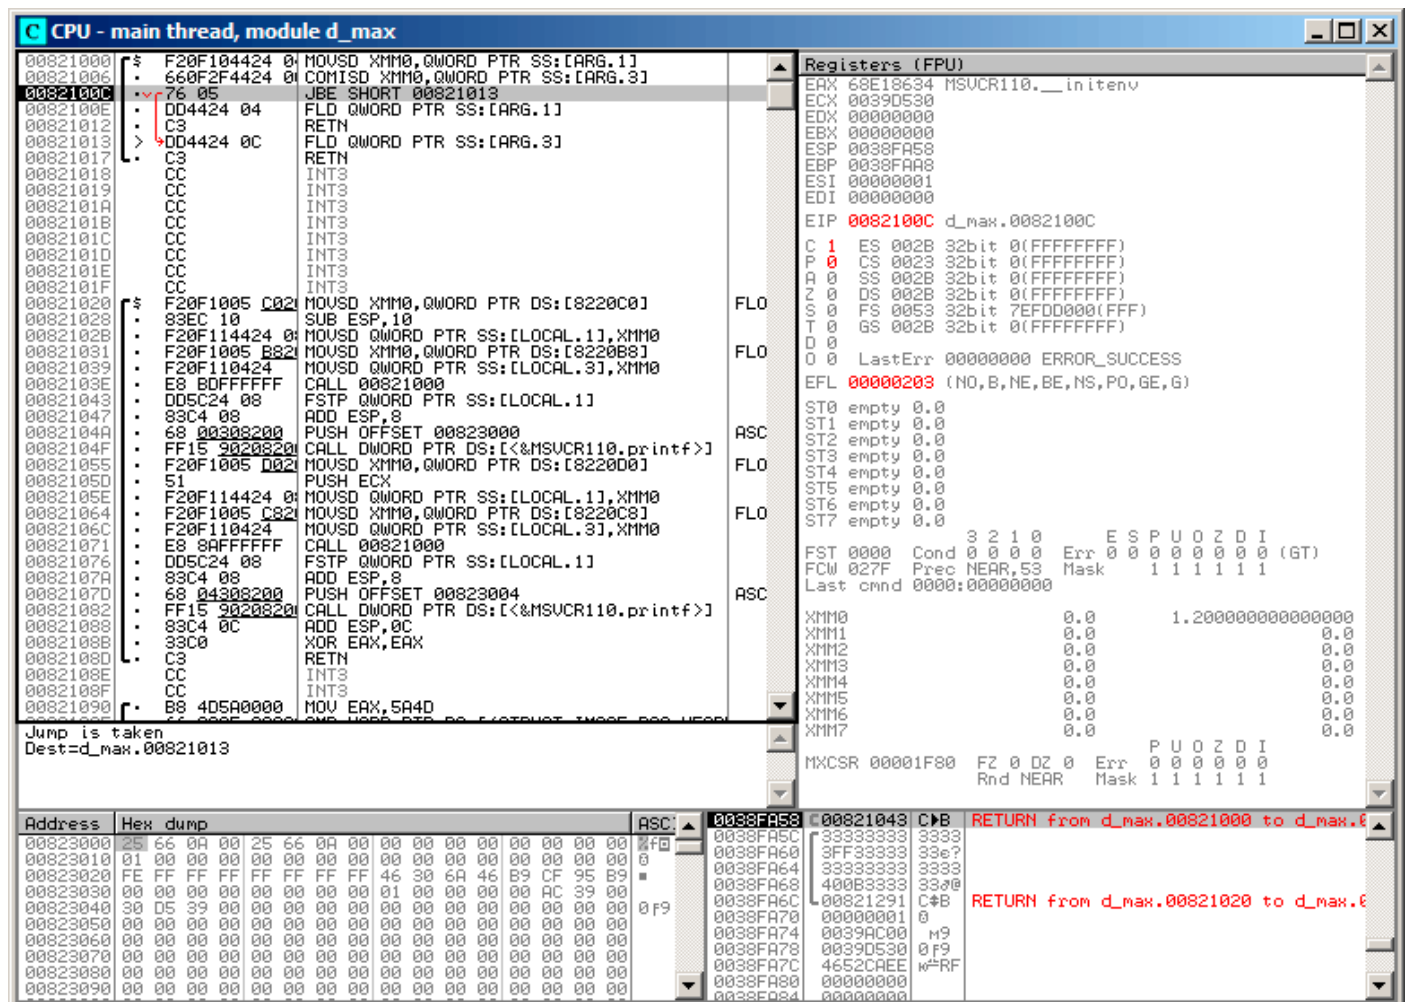 CPU - main thread, module d_max
00821000 $ F20F104424 04 MOVSD XMM0,QWORD PTR SS:[ARG.1]
00821006 · 660F2F4424 0 COMISD XMM0,QWORD PTR SS:[ARG.3]
0082100C · 76 05 JBE SHORT 00821013
0082100E · DD4424 04 FLD QWORD PTR SS:[ARG.1]
00821012 · C3 RETN
00821013 > DD4424 0C FLD QWORD PTR SS:[ARG.3]
00821017 · C3 RETN
00821018 CC INT3
00821019 CC INT3
0082101A CC INT3
0082101B CC INT3
0082101C CC INT3
0082101D CC INT3
0082101E CC INT3
0082101F CC INT3
00821020 $ F20F1005 C02 MOVSD XMM0,QWORD PTR DS:[8220C0] FLO
00821028 · 83EC 10 SUB ESP,10
0082102B · F20F114424 0 MOVSD QWORD PTR SS:[LOCAL.1],XMM0
00821031 · F20F1005 B82 MOVSD XMM0,QWORD PTR DS:[8220B8] FLO
00821039 · F20F110424 MOVSD QWORD PTR SS:[LOCAL.3],XMM0
0082103E · E8 BDFFFFFF CALL 00821000
00821043 · DD5C24 08 FSTP QWORD PTR SS:[LOCAL.1]
00821047 · 83C4 08 ADD ESP,8
0082104A · 68 00308200 PUSH OFFSET 00823000 ASC
0082104F · FF15 90208200 CALL DWORD PTR DS:[<&MSVCR110.printf>]
00821055 · F20F1005 D02 MOVSD XMM0,QWORD PTR DS:[8220D0] FLO
0082105D · 51 PUSH ECX
0082105E · F20F114424 0 MOVSD QWORD PTR SS:[LOCAL.1],XMM0
00821064 · F20F1005 C82 MOVSD XMM0,QWORD PTR DS:[8220C8] FLO
0082106C · F20F110424 MOVSD QWORD PTR SS:[LOCAL.3],XMM0
00821071 · E8 8AFFFFFF CALL 00821000
00821076 · DD5C24 08 FSTP QWORD PTR SS:[LOCAL.1]
0082107A · 83C4 08 ADD ESP,8
0082107D · 68 04308200 PUSH OFFSET 00823004 ASC
00821082 · FF15 90208200 CALL DWORD PTR DS:[<&MSVCR110.printf>]
00821088 · 83C4 0C ADD ESP,0C
0082108B · 33C0 XOR EAX,EAX
0082108D · C3 RETN
0082108E CC INT3
0082108F CC INT3
00821090 · B8 4D5A0000 MOV EAX,5A4D
Jump is taken
Dest=d_max.00821013
Registers (FPU)
EAX 68E18634 MSVCR110.__initenv
ECX 0039D530
EDX 00000000
EBX 00000000
ESP 0038FA58
EBP 0038FAA8
ESI 00000001
EDI 00000000
EIP 0082100C d_max.0082100C
C 1 ES 002B 32bit 0(FFFFFFFF)
P 0 CS 0023 32bit 0(FFFFFFFF)
A 0 SS 002B 32bit 0(FFFFFFFF)
Z 0 DS 002B 32bit 0(FFFFFFFF)
S 0 FS 0053 32bit 7EFDD000(FFF)
T 0 GS 002B 32bit 0(FFFFFFFF)
D 0
O 0 LastErr 00000000 ERROR_SUCCESS
EFL 00000203 (NO,B,NE,BE,NS,PO,GE,G)
ST0 empty 0.0
ST1 empty 0.0
ST2 empty 0.0
ST3 empty 0.0
ST4 empty 0.0
ST5 empty 0.0
ST6 empty 0.0
ST7 empty 0.0
3 2 1 0 E S P U O Z D I
FST 0000 Cond 0 0 0 0 Err 0 0 0 0 0 0 0 0 (GT)
FCW 027F Prec NEAR,53 Mask 1 1 1 1 1 1
Last cmnd 0000:00000000
XMM0 0.0 1.200000000000000
XMM1 0.0 0.0
XMM2 0.0 0.0
XMM3 0.0 0.0
XMM4 0.0 0.0
XMM5 0.0 0.0
XMM6 0.0 0.0
XMM7 0.0 0.0
P U O Z D I
MXCSR 00001F80 FZ 0 DZ 0 Err 0 0 0 0 0 0
Rnd NEAR Mask 1 1 1 1 1 1
Address Hex dump ASC
00823000 25 66 0A 00 25 66 0A 00 00 00 00 00 00 00 00 00 %f
00823010 01 00 00 00 00 00 00 00 00 00 00 00 00 00 00 00
00823020 FE FF FF FF FF FF FF FF 46 30 6A 46 B9 CF 95 B9
00823030 00 00 00 00 00 00 00 00 01 00 00 00 00 AC 39 00
00823040 30 D5 39 00 00 00 00 00 00 00 00 00 00 00 00 00 0╒9
00823050 00 00 00 00 00 00 00 00 00 00 00 00 00 00 00 00
00823060 00 00 00 00 00 00 00 00 00 00 00 00 00 00 00 00
00823070 00 00 00 00 00 00 00 00 00 00 00 00 00 00 00 00
00823080 00 00 00 00 00 00 00 00 00 00 00 00 00 00 00 00
00823090 00 00 00 00 00 00 00 00 00 00 00 00 00 00 00 00
0038FA58 00821043 C►B RETURN from d_max.00821000 to d_max.
0038FA5C 33333333 3333
0038FA60 3FF33333 33
0038FA64 33333333 3333
0038FA68 400B3333 33♂@
0038FA6C 00821291 RETURN from d_max.00821020 to d_max.
0038FA70 00000001
0038FA74 0039AC00
0038FA78 0039D530 0╒9
0038FA7C 4652CAEE RF
0038FA80 00000000
0038FA84 00000000